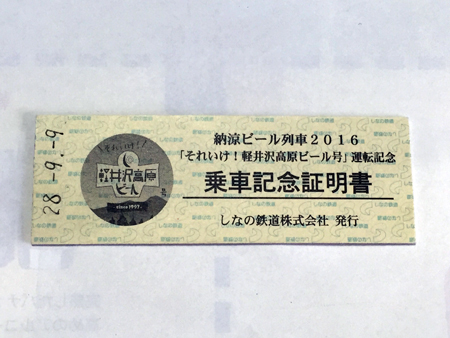 28.-9.-9
それいけ!
軽井沢高原
ビール
since 1997.
納涼ビール列車2016
「それいけ!軽井沢高原ビール号」運転記念
乗車記念証明書
しなの鉄道株式会社 発行